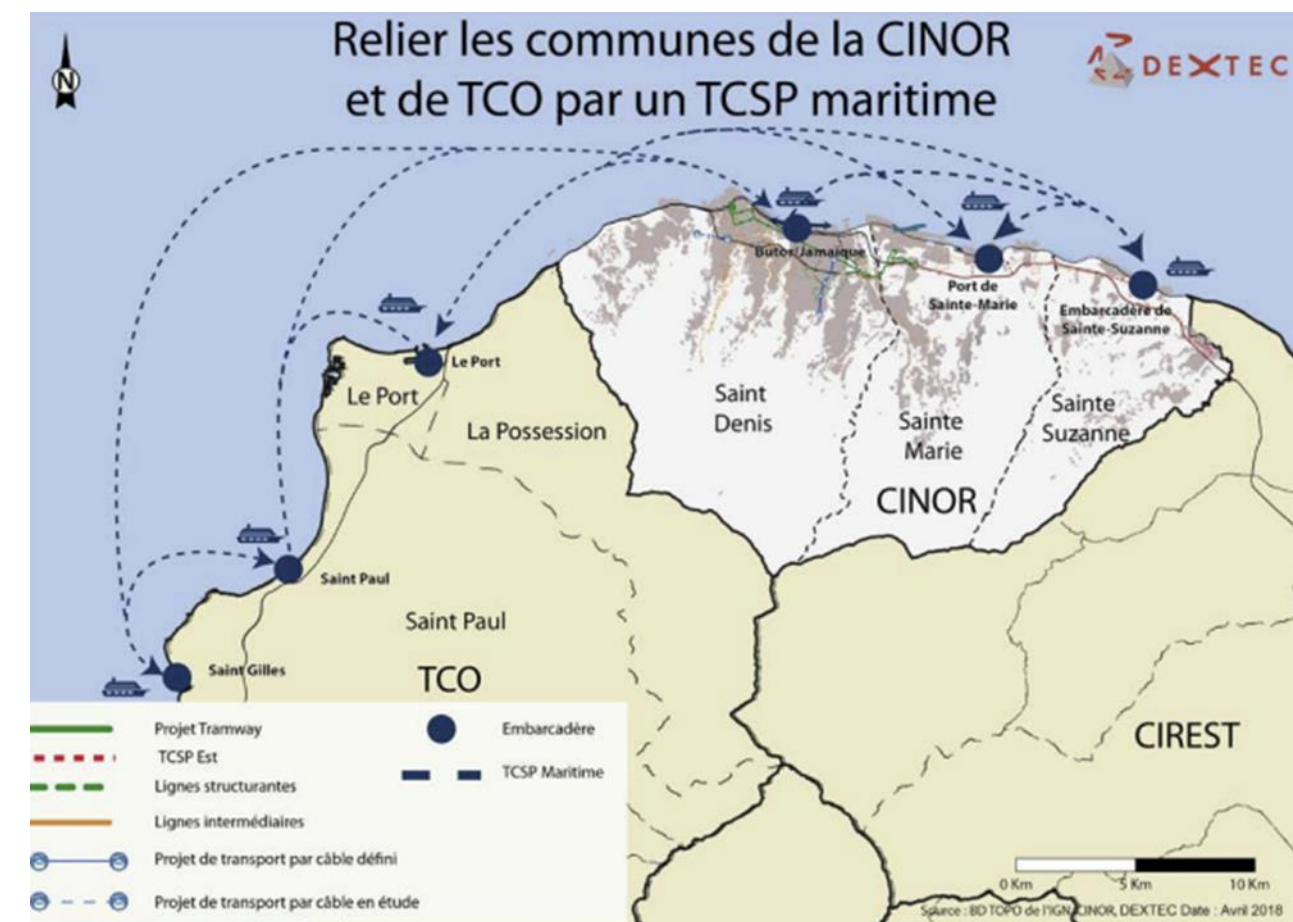 Relier les communes de la CINOR
et de TCO par un TCSP maritime
DEXTEC
N
Butor/Jamaïque
Port de
Sainte-Marie
Embarcadère de
Sainte-Suzanne
Le Port
Le Port
La Possession
Saint
Denis
Sainte
Marie
Sainte
Suzanne
CINOR
Saint Paul
Saint Paul
Saint Gilles
TCO
CIREST
Projet Tramway
TCSP Est
Lignes structurantes
Lignes intermédiaires
Projet de transport par câble défini
Projet de transport par câble en étude
Embarcadère
TCSP Maritime
0 Km 5 Km 10 Km
Source : BD TOPO de l'IGN, CINOR, DEXTEC Date : Avril 2018